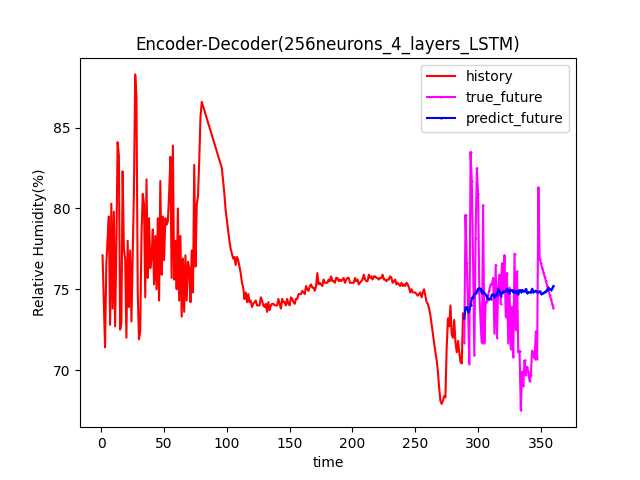 Encoder-Decoder(256neurons_4_layers_LSTM)
history
true_future
predict_future
Relative Humidity(%)
85
80
75
70
0 50 100 150 200 250 300 350
time